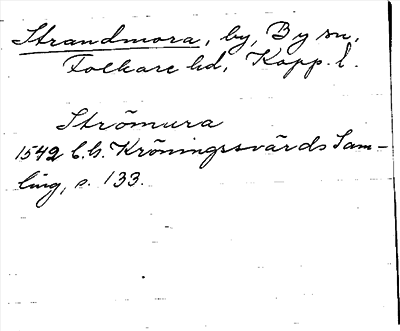 Strandmora, by, By sn,
Folkare hd, Kopp. l.
Strömura
1542 C. G. Kröningssvärds Sam-
ling, s. 133.